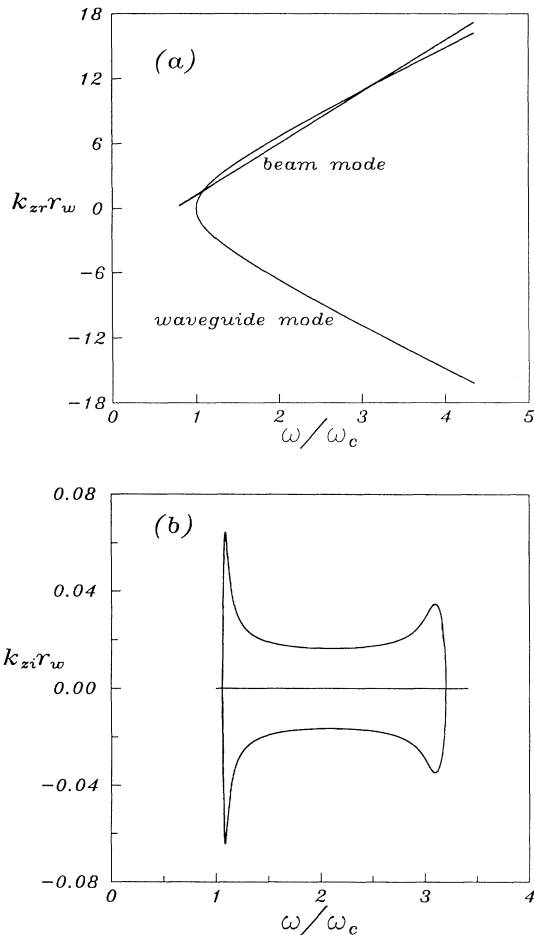 18
(a)
12
6
beam mode
k_{zr}r_w
0
-6
waveguide mode
-12
-18
0
1
2
3
4
5
ω/ω_c
0.08
(b)
0.04
k_{zi}r_w
0.00
-0.04
-0.08
0
1
2
3
4
ω/ω_c